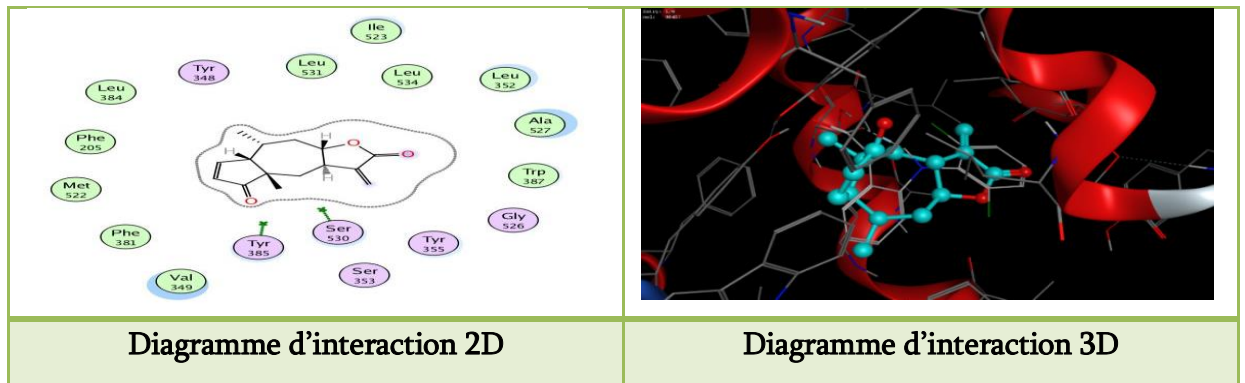 Ile
523
Tyr
348
Leu
531
Leu
534
Leu
352
Leu
384
Ala
527
Phe
205
H
H
O
O
Trp
387
Met
522
H
O
Gly
526
Phe
381
Tyr
385
Ser
530
Tyr
355
Ser
353
Val
349
Diagramme d’interaction 2D
Diagramme d’interaction 3D